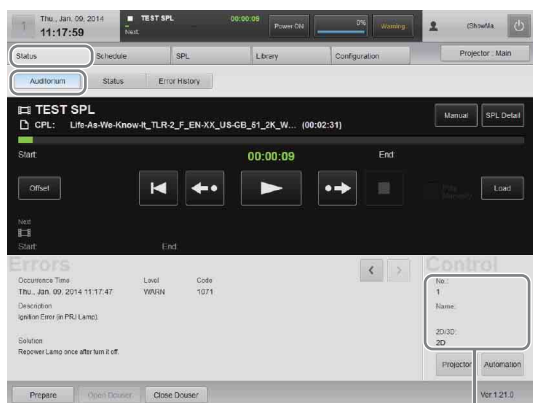 1
Thu., Jan. 09, 2014
11:17:59
TEST SPL
00:00:09
Next:
Power ON
0%
Warning
Status
Schedule
SPL
Library
Configuration
Projector : Main
Auditorium
Status
Error History
TEST SPL
CPL: Life-As-We-Know-It_TLR-2_F_EN-XX_US-GB_51_2K_W... (00:02:31)
Manual
SPL Detail
Start:
00:00:09
End:
Offset
Load
Next
Start:
End:
Errors
Control
Occurrence Time
Level
Code
Thu., Jan. 09, 2014 11:17:47
WARN
1071
Description
Ignition Error (in PRJ Lamp).
Solution
Repower Lamp once after turn it off.
No.:
1
Name:
2D/3D:
2D
Projector
Automation
Prepare
Open Douser
Close Douser
Ver.1.21.0